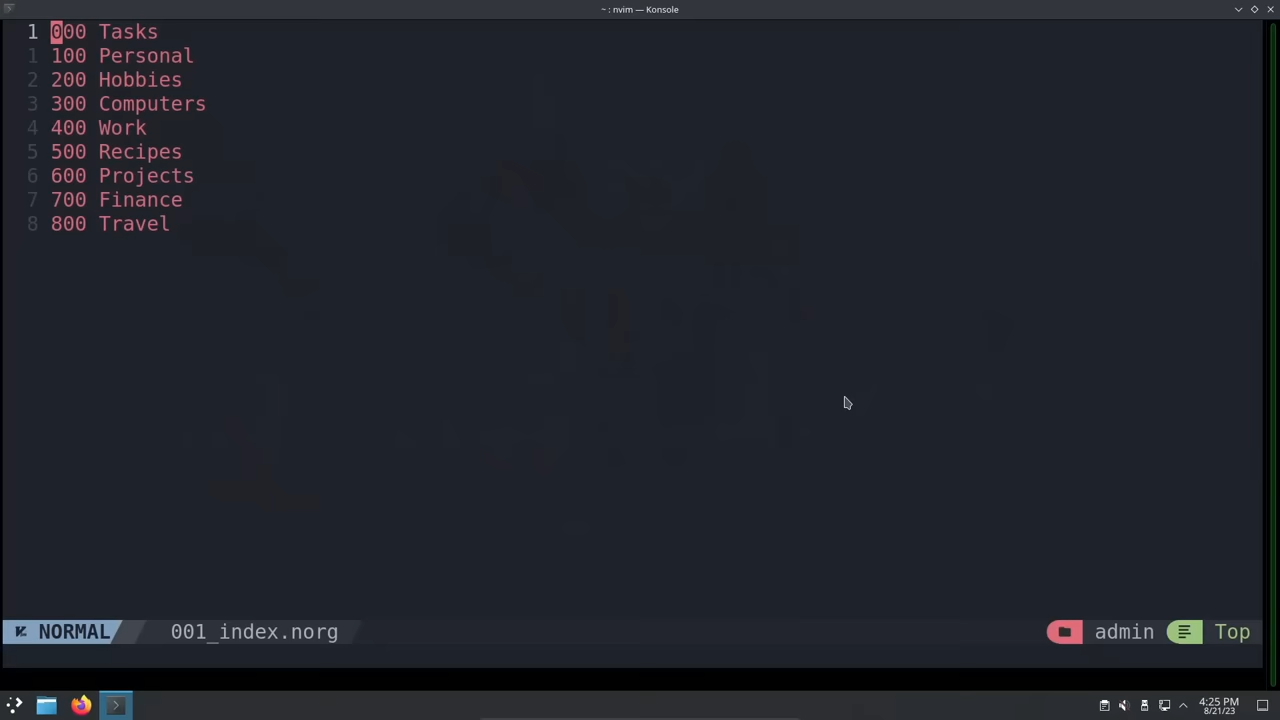 ~ : nvim — Konsole
1 000 Tasks
1 100 Personal
2 200 Hobbies
3 300 Computers
4 400 Work
5 500 Recipes
6 600 Projects
7 700 Finance
8 800 Travel
NORMAL 001_index.norg admin Top
4:25 PM
8/21/23